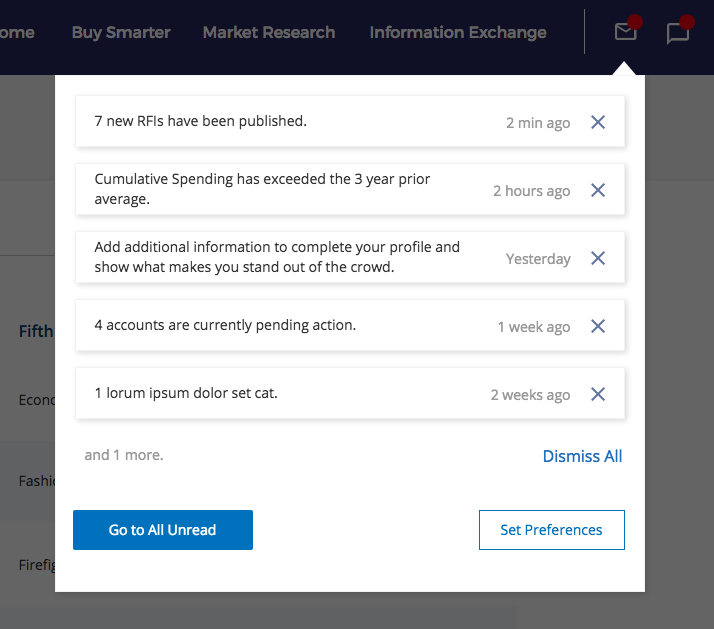 ome Buy Smarter Market Research Information Exchange
7 new RFIs have been published. 2 min ago
Cumulative Spending has exceeded the 3 year prior
average.
2 hours ago
Add additional information to complete your profile and
show what makes you stand out of the crowd.
Yesterday
Fifth
4 accounts are currently pending action. 1 week ago
1 lorum ipsum dolor set cat. 2 weeks ago
Econ
and 1 more. Dismiss All
Fashi
Go to All Unread Set Preferences
Firefig